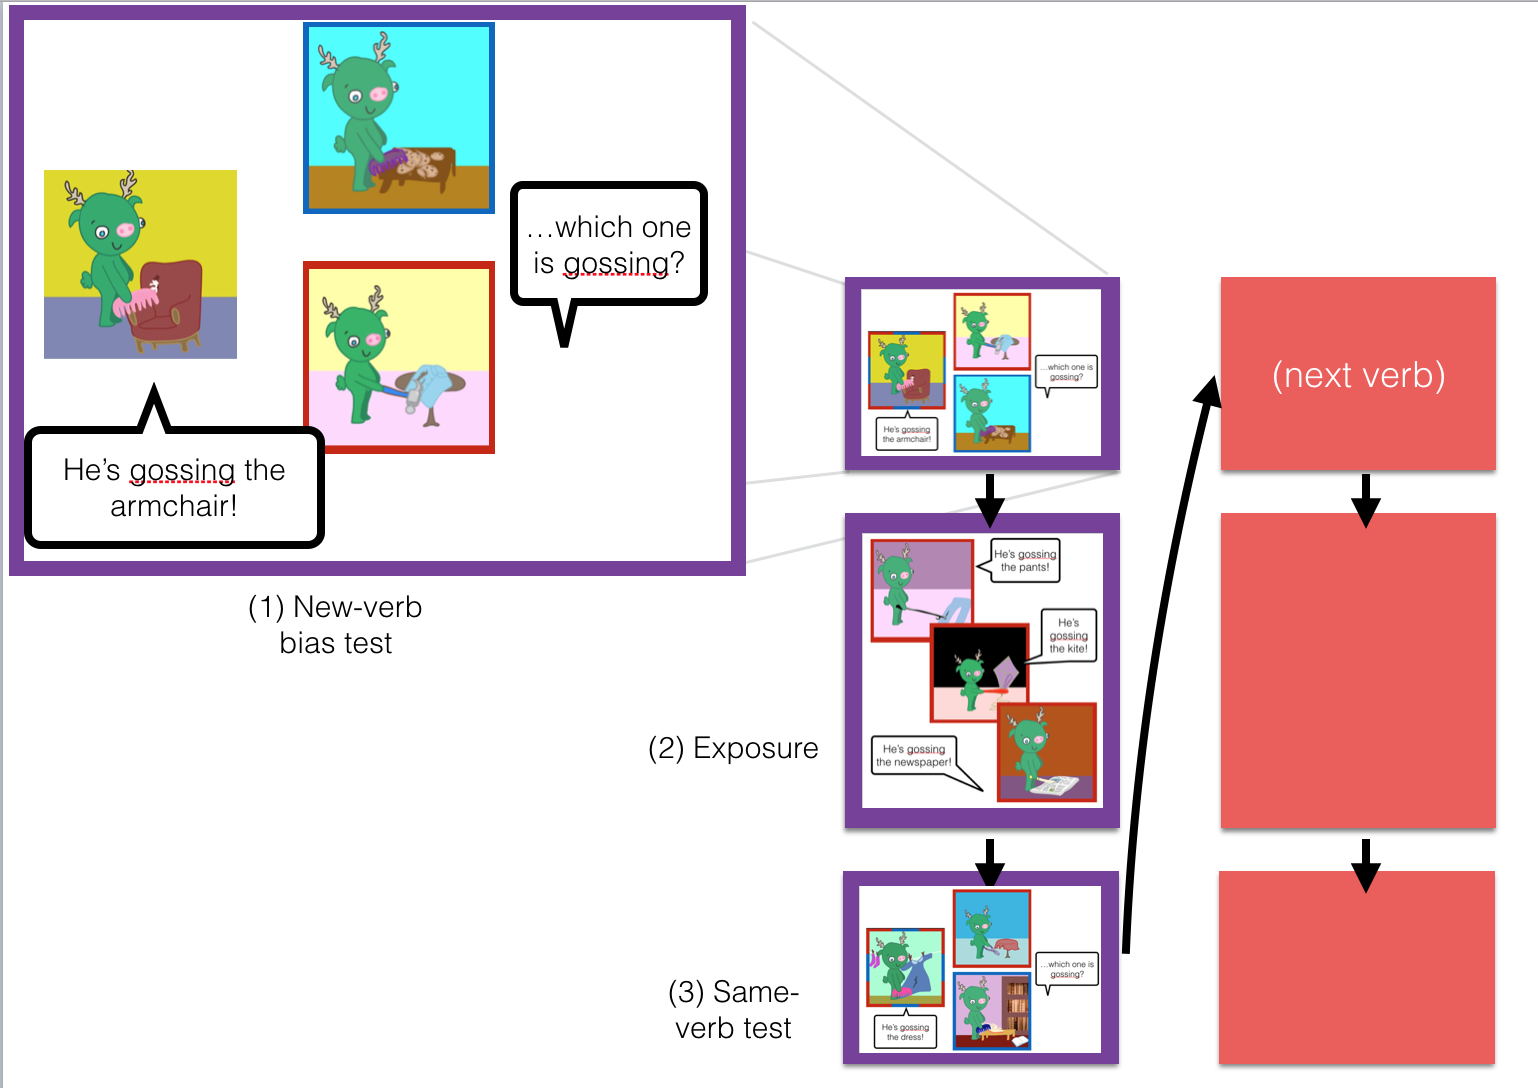 …which one
is gossing?
He's gossing the
armchair!
(1) New-verb
bias test
...which one is
gossing?
He's gossing
the armchair!
(next verb)
He's gossing
the pants!
He's
gossing
the kite!
(2) Exposure
He's gossing
the newspaper!
...which one is
gossing?
(3) Same-
verb test
He's gossing
the dress!